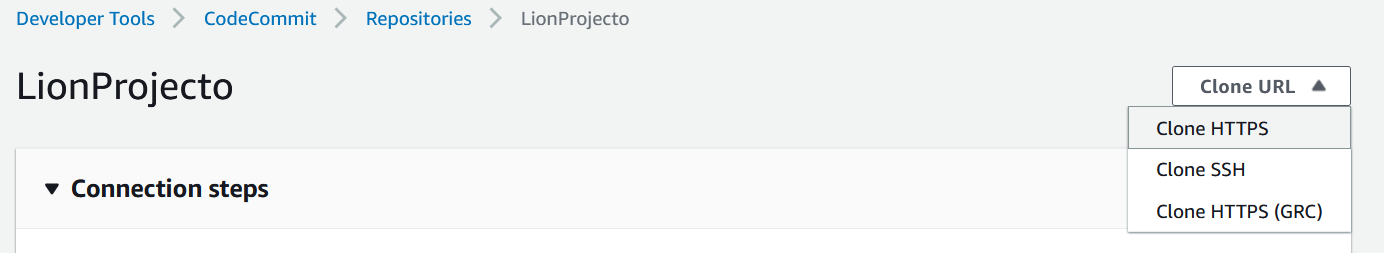 Developer Tools > CodeCommit > Repositories > LionProjecto
LionProjecto
Clone URL
Clone HTTPS
Clone SSH
Clone HTTPS (GRC)
Connection steps